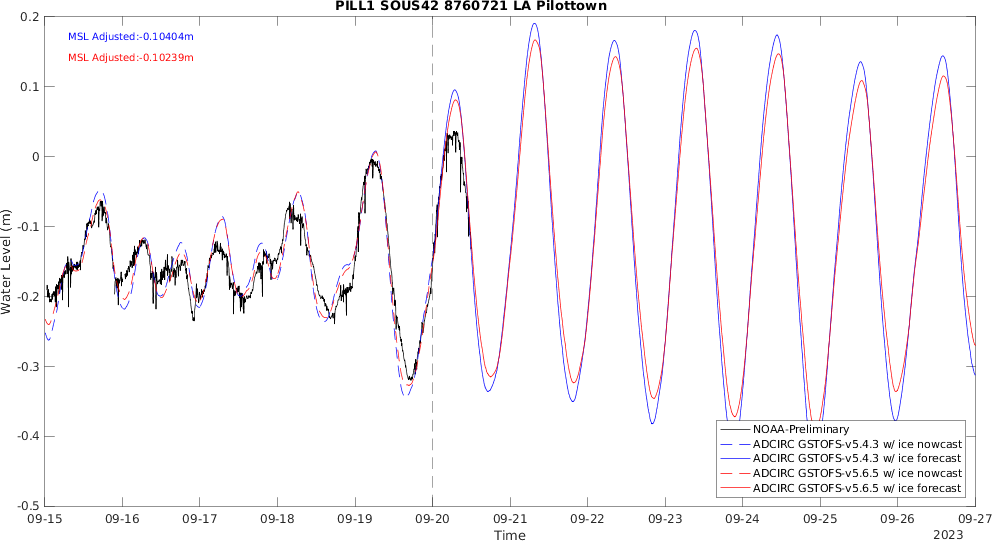 PILL1 SOUS42 8760721 LA Pilottown
MSL Adjusted:-0.10404m
MSL Adjusted:-0.10239m
0.2
0.1
0
-0.1
-0.2
-0.3
-0.4
-0.5
Water Level (m)
NOAA-Preliminary
ADCIRC GSTOFS-v5.4.3 w/ ice nowcast
ADCIRC GSTOFS-v5.4.3 w/ ice forecast
ADCIRC GSTOFS-v5.6.5 w/ ice nowcast
ADCIRC GSTOFS-v5.6.5 w/ ice forecast
09-15 09-16 09-17 09-18 09-19 09-20 09-21 09-22 09-23 09-24 09-25 09-26 09-27
Time
2023